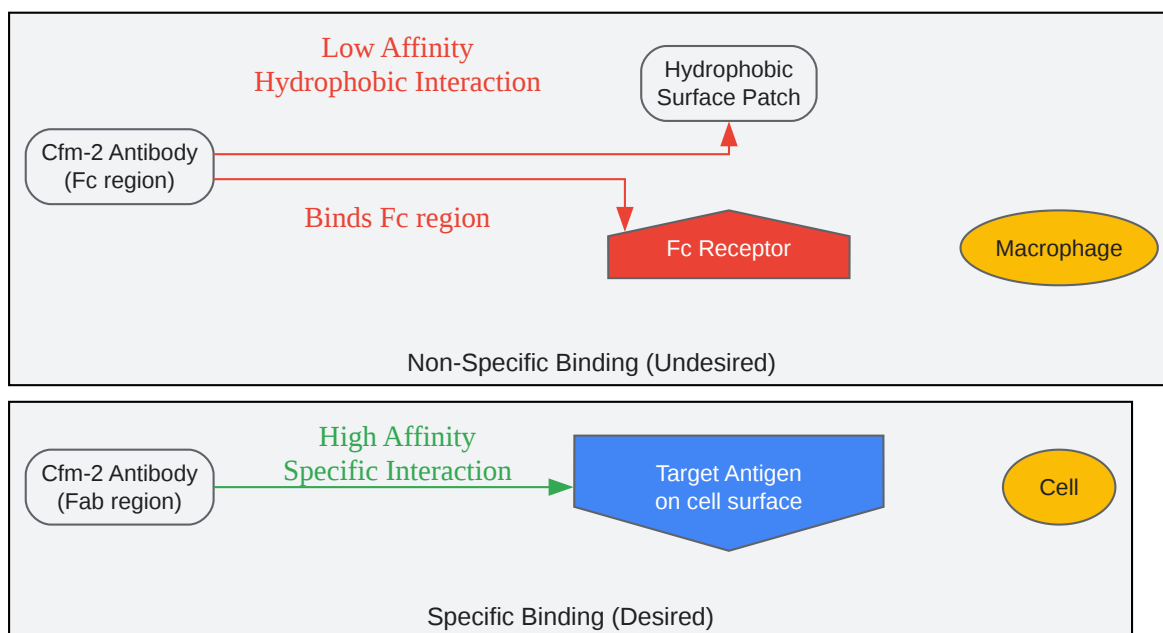 Low Affinity
Hydrophobic Interaction
Hydrophobic
Surface Patch
Cfm-2 Antibody
(Fc region)
Binds Fc region
Fc Receptor
Macrophage
Non-Specific Binding (Undesired)
High Affinity
Specific Interaction
Cfm-2 Antibody
(Fab region)
Target Antigen
on cell surface
Cell
Specific Binding (Desired)